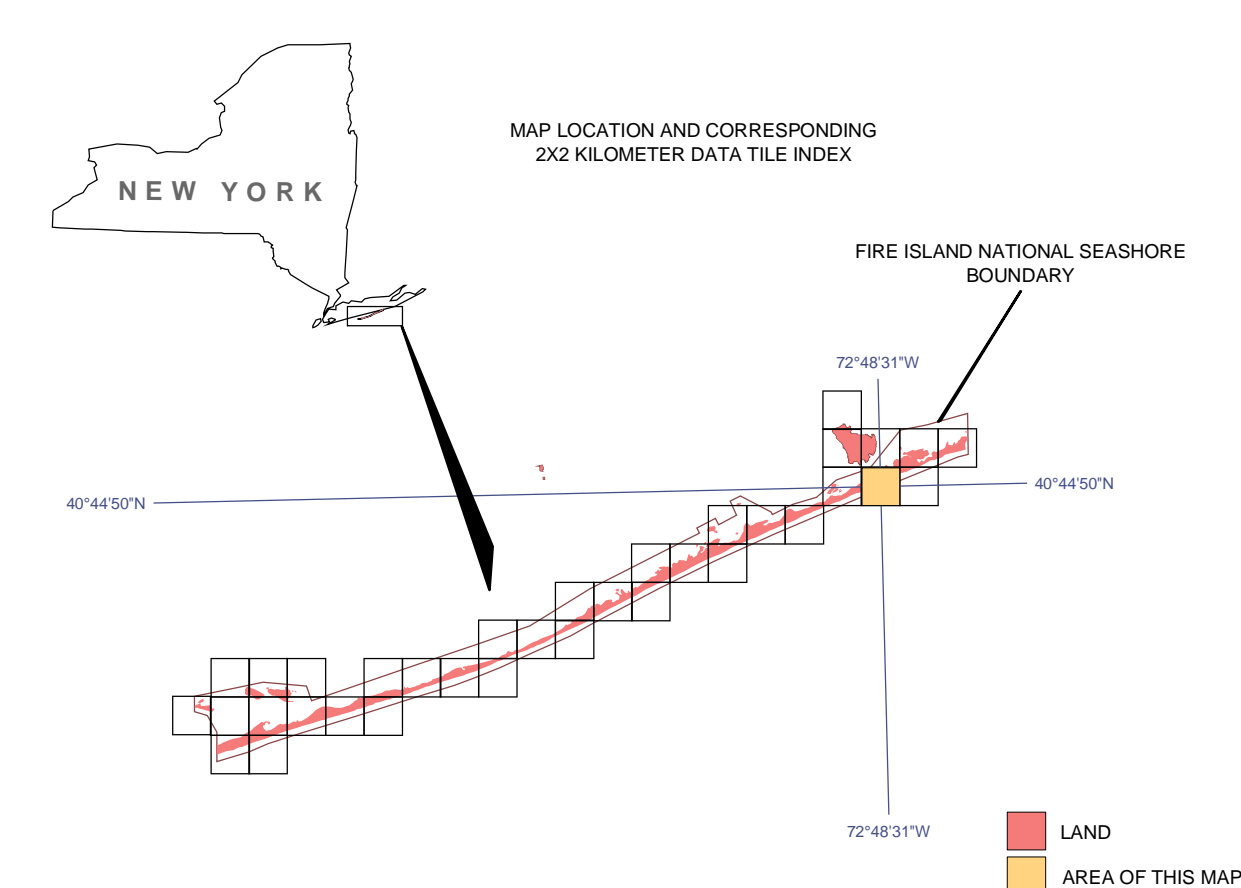 MAP LOCATION AND CORRESPONDING
2X2 KILOMETER DATA TILE INDEX
NEW YORK
FIRE ISLAND NATIONAL SEASHORE
BOUNDARY
72°48'31"W
40°44'50"N
40°44'50"N
72°48'31"W
LAND
AREA OF THIS MAP